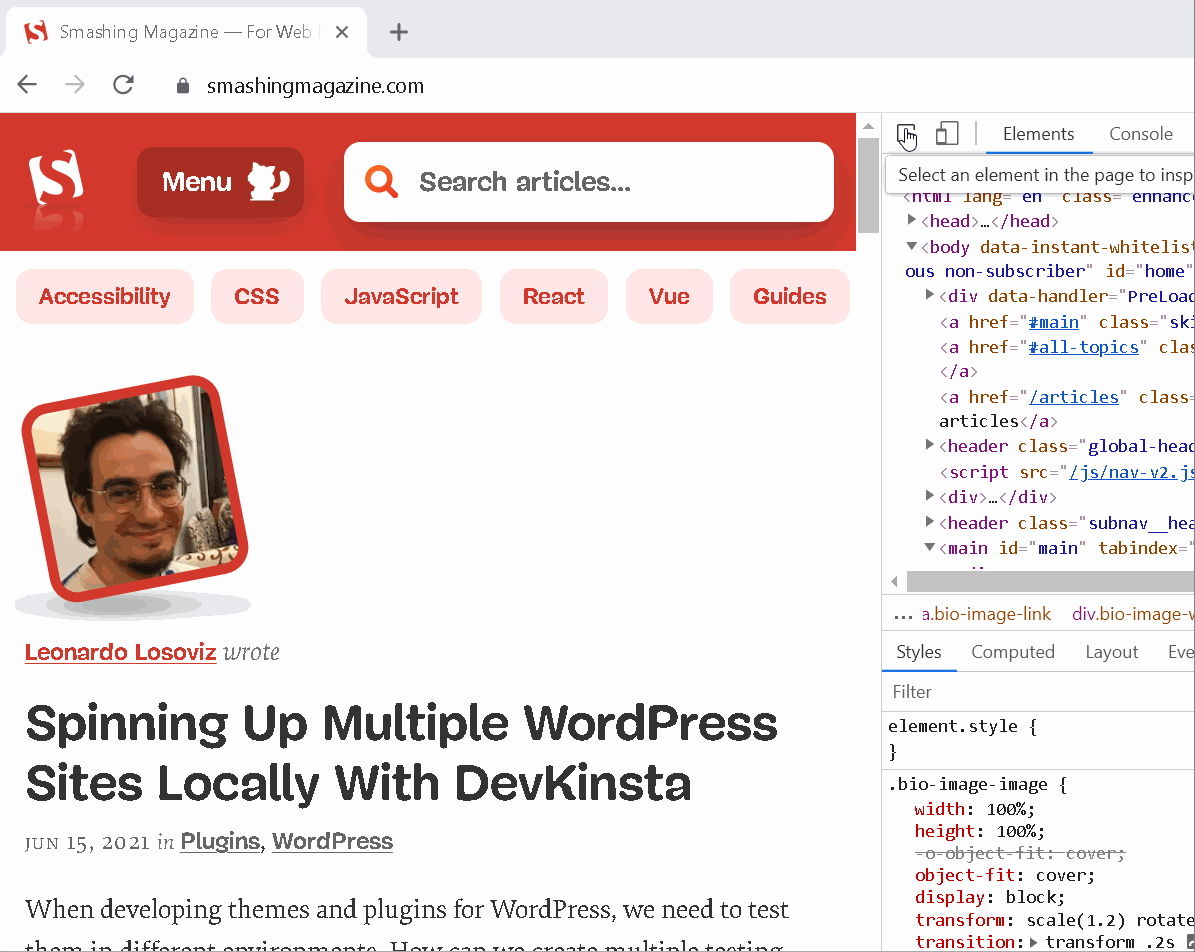 Smashing Magazine — For Web
smashingmagazine.com
Menu
Search articles...
Accessibility CSS JavaScript React Vue Guides
Leonardo Losoviz wrote
Spinning Up Multiple WordPress
Sites Locally With DevKinsta
JUN 15, 2021 in Plugins, WordPress
When developing themes and plugins for WordPress, we need to test
them in different environments. How can we create multiple testing
Elements Console
Select an element in the page to insp
<html lang="en" class="enhanc
<head>…</head>
<body data-instant-whitelist
ous non-subscriber" id="home"
<div data-handler="PreLoad
<a href="#main" class="ski
<a href="#all-topics" clas
</a>
<a href="/articles" class=
articles</a>
<header class="global-head
<script src="/js/nav-v2.js
<div>…</div>
<header class="subnav__hea
<main id="main" tabindex="
... a.bio-image-link div.bio-image-w
Styles Computed Layout Eve
Filter
element.style {
}
.bio-image-image {
width: 100%;
height: 100%;
-o-object-fit: cover;
object-fit: cover;
display: block;
transform: scale(1.2) rotate
transition: transform .2s